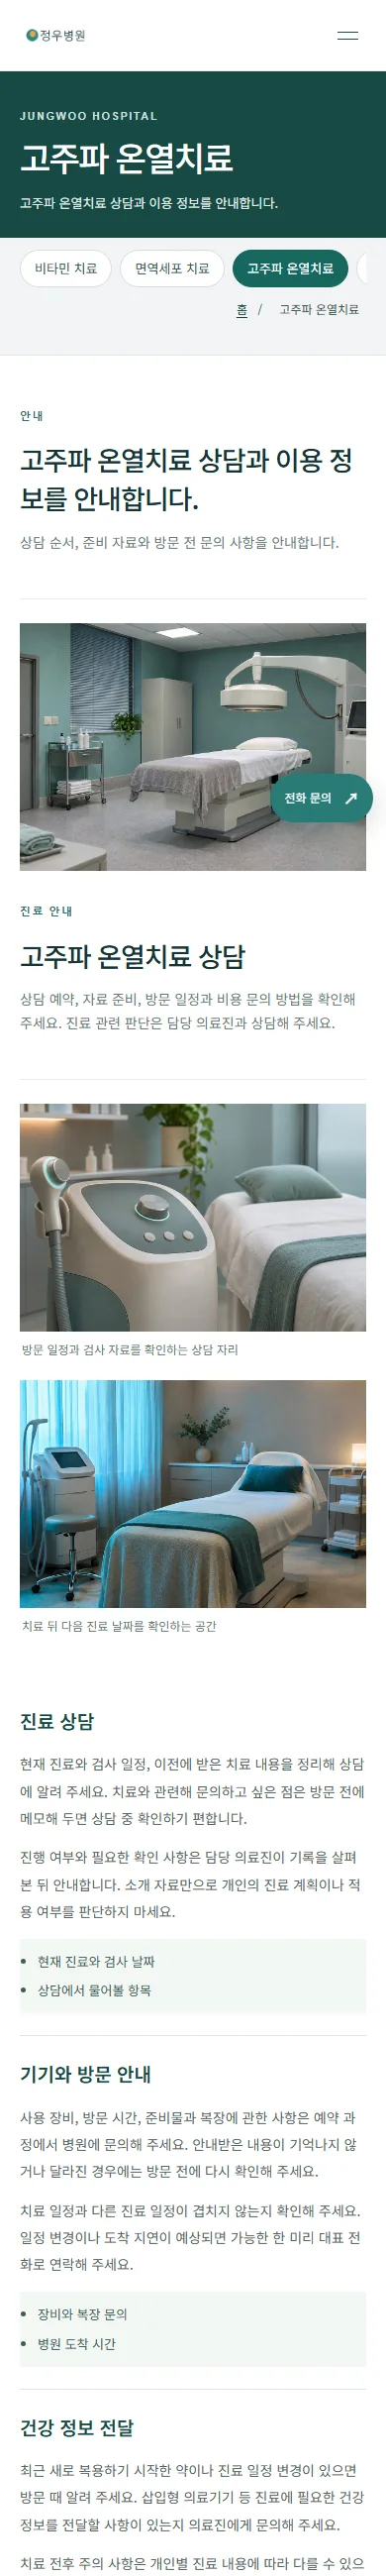 정우병원
JUNGWOO HOSPITAL
고주파 온열치료
고주파 온열치료 상담과 이용 정보를 안내합니다.
비타민 치료
면역세포 치료
고주파 온열치료
홈 / 고주파 온열치료
안내
고주파 온열치료 상담과 이용 정
보를 안내합니다.
상담 순서, 준비 자료와 방문 전 문의 사항을 안내합니다.
전화 문의
진료 안내
고주파 온열치료 상담
상담 예약, 자료 준비, 방문 일정과 비용 문의 방법을 확인해
주세요. 진료 관련 판단은 담당 의료진과 상담해 주세요.
방문 일정과 검사 자료를 확인하는 상담 자리
치료 뒤 다음 진료 날짜를 확인하는 공간
진료 상담
현재 진료와 검사 일정, 이전에 받은 치료 내용을 정리해 상담
에 알려 주세요. 치료와 관련해 문의하고 싶은 점은 방문 전에
메모해 두면 상담 중 확인하기 편합니다.
진행 여부와 필요한 확인 사항은 담당 의료진이 기록을 살펴
본 뒤 안내합니다. 소개 자료만으로 개인의 진료 계획이나 적
용 여부를 판단하지 마세요.
현재 진료와 검사 날짜
상담에서 물어볼 항목
기기와 방문 안내
사용 장비, 방문 시간, 준비물과 복장에 관한 사항은 예약 과
정에서 병원에 문의해 주세요. 안내받은 내용이 기억나지 않
거나 달라진 경우에는 방문 전에 다시 확인해 주세요.
치료 일정과 다른 진료 일정이 겹치지 않는지 확인해 주세요.
일정 변경이나 도착 지연이 예상되면 가능한 한 미리 대표 전
화로 연락해 주세요.
장비와 복장 문의
병원 도착 시간
건강 정보 전달
최근 새로 복용하기 시작한 약이나 진료 일정 변경이 있으면
방문 때 알려 주세요. 삽입형 의료기기 등 진료에 필요한 건강
정보를 전달할 사항이 있는지 의료진에게 문의해 주세요.
치료 전후 주의 사항은 개인별 진료 내용에 따라 다를 수 있으